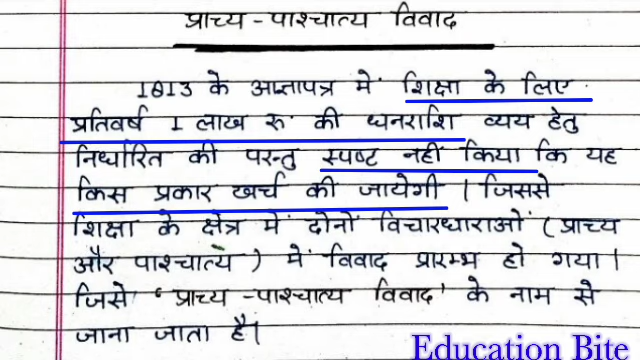 प्राच्य-पाश्चात्य विवाद
1813 के आज्ञापत्र में शिक्षा के लिए
प्रतिवर्ष 1 लाख रु० की धनराशि व्यय हेतु
निर्धारित की परन्तु स्पष्ट नहीं किया कि यह
किस प्रकार खर्च की जायेगी । जिससे
शिक्षा के क्षेत्र में दोनों विचारधाराओं (प्राच्य
और पाश्चात्य) में विवाद प्रारम्भ हो गया।
जिसे 'प्राच्य-पाश्चात्य विवाद' के नाम से
जाना जाता है।
Education Bite